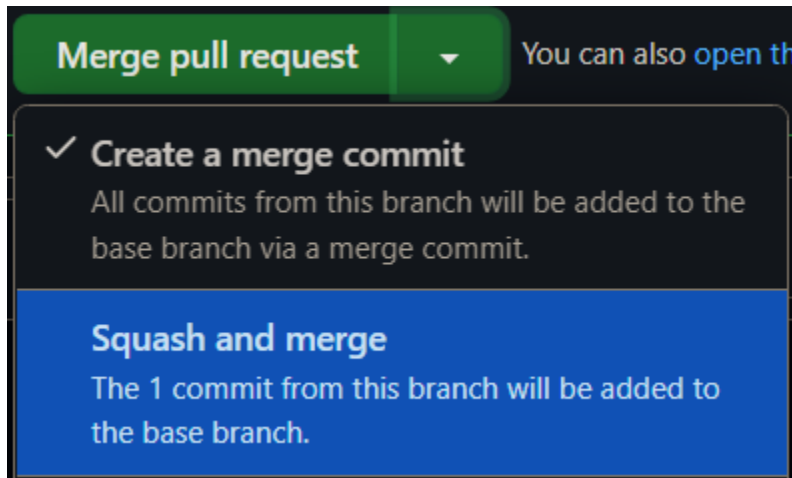 Merge pull request
You can also open th
Create a merge commit
All commits from this branch will be added to the
base branch via a merge commit.
Squash and merge
The 1 commit from this branch will be added to
the base branch.